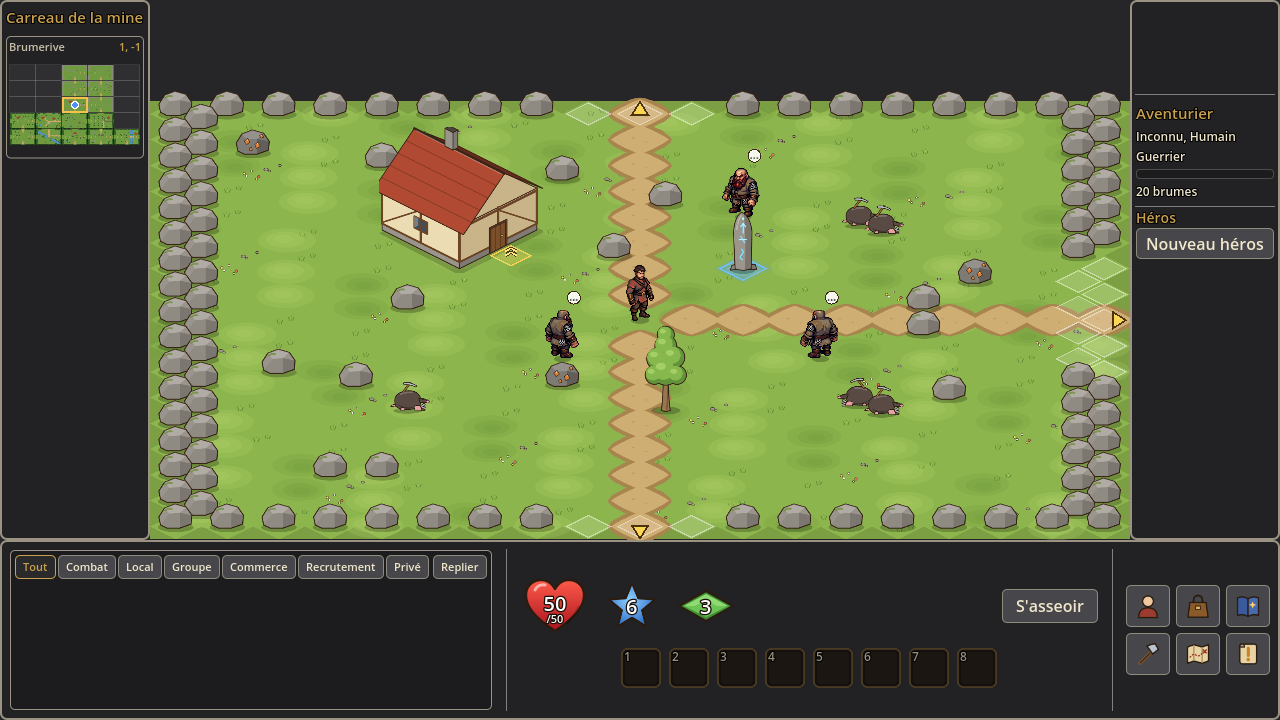 Carreau de la mine
Brumerive 1, -1
Aventurier
Inconnu, Humain
Guerrier
20 brumes
Héros
Nouveau héros
Tout Combat Local Groupe Commerce Recrutement Privé Replier
50
/50
6
3
S'asseoir
1 2 3 4 5 6 7 8